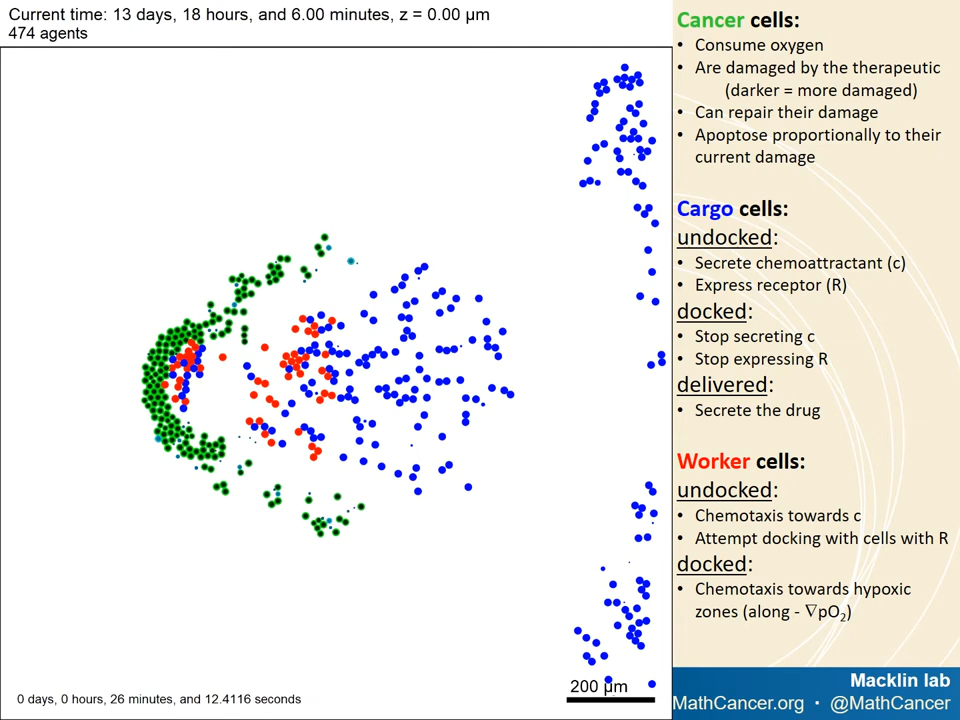 Current time: 13 days, 18 hours, and 6.00 minutes, z = 0.00 μm
474 agents
Cancer cells:
• Consume oxygen
• Are damaged by the therapeutic
(darker = more damaged)
• Can repair their damage
• Apoptose proportionally to their
current damage
Cargo cells:
undocked:
• Secrete chemoattractant (c)
• Express receptor (R)
docked:
• Stop secreting c
• Stop expressing R
delivered:
• Secrete the drug
Worker cells:
undocked:
• Chemotaxis towards c
• Attempt docking with cells with R
docked:
• Chemotaxis towards hypoxic
zones (along - ∇pO₂)
200 μm
0 days, 0 hours, 26 minutes, and 12.4116 seconds
Macklin lab
MathCancer.org · @MathCancer